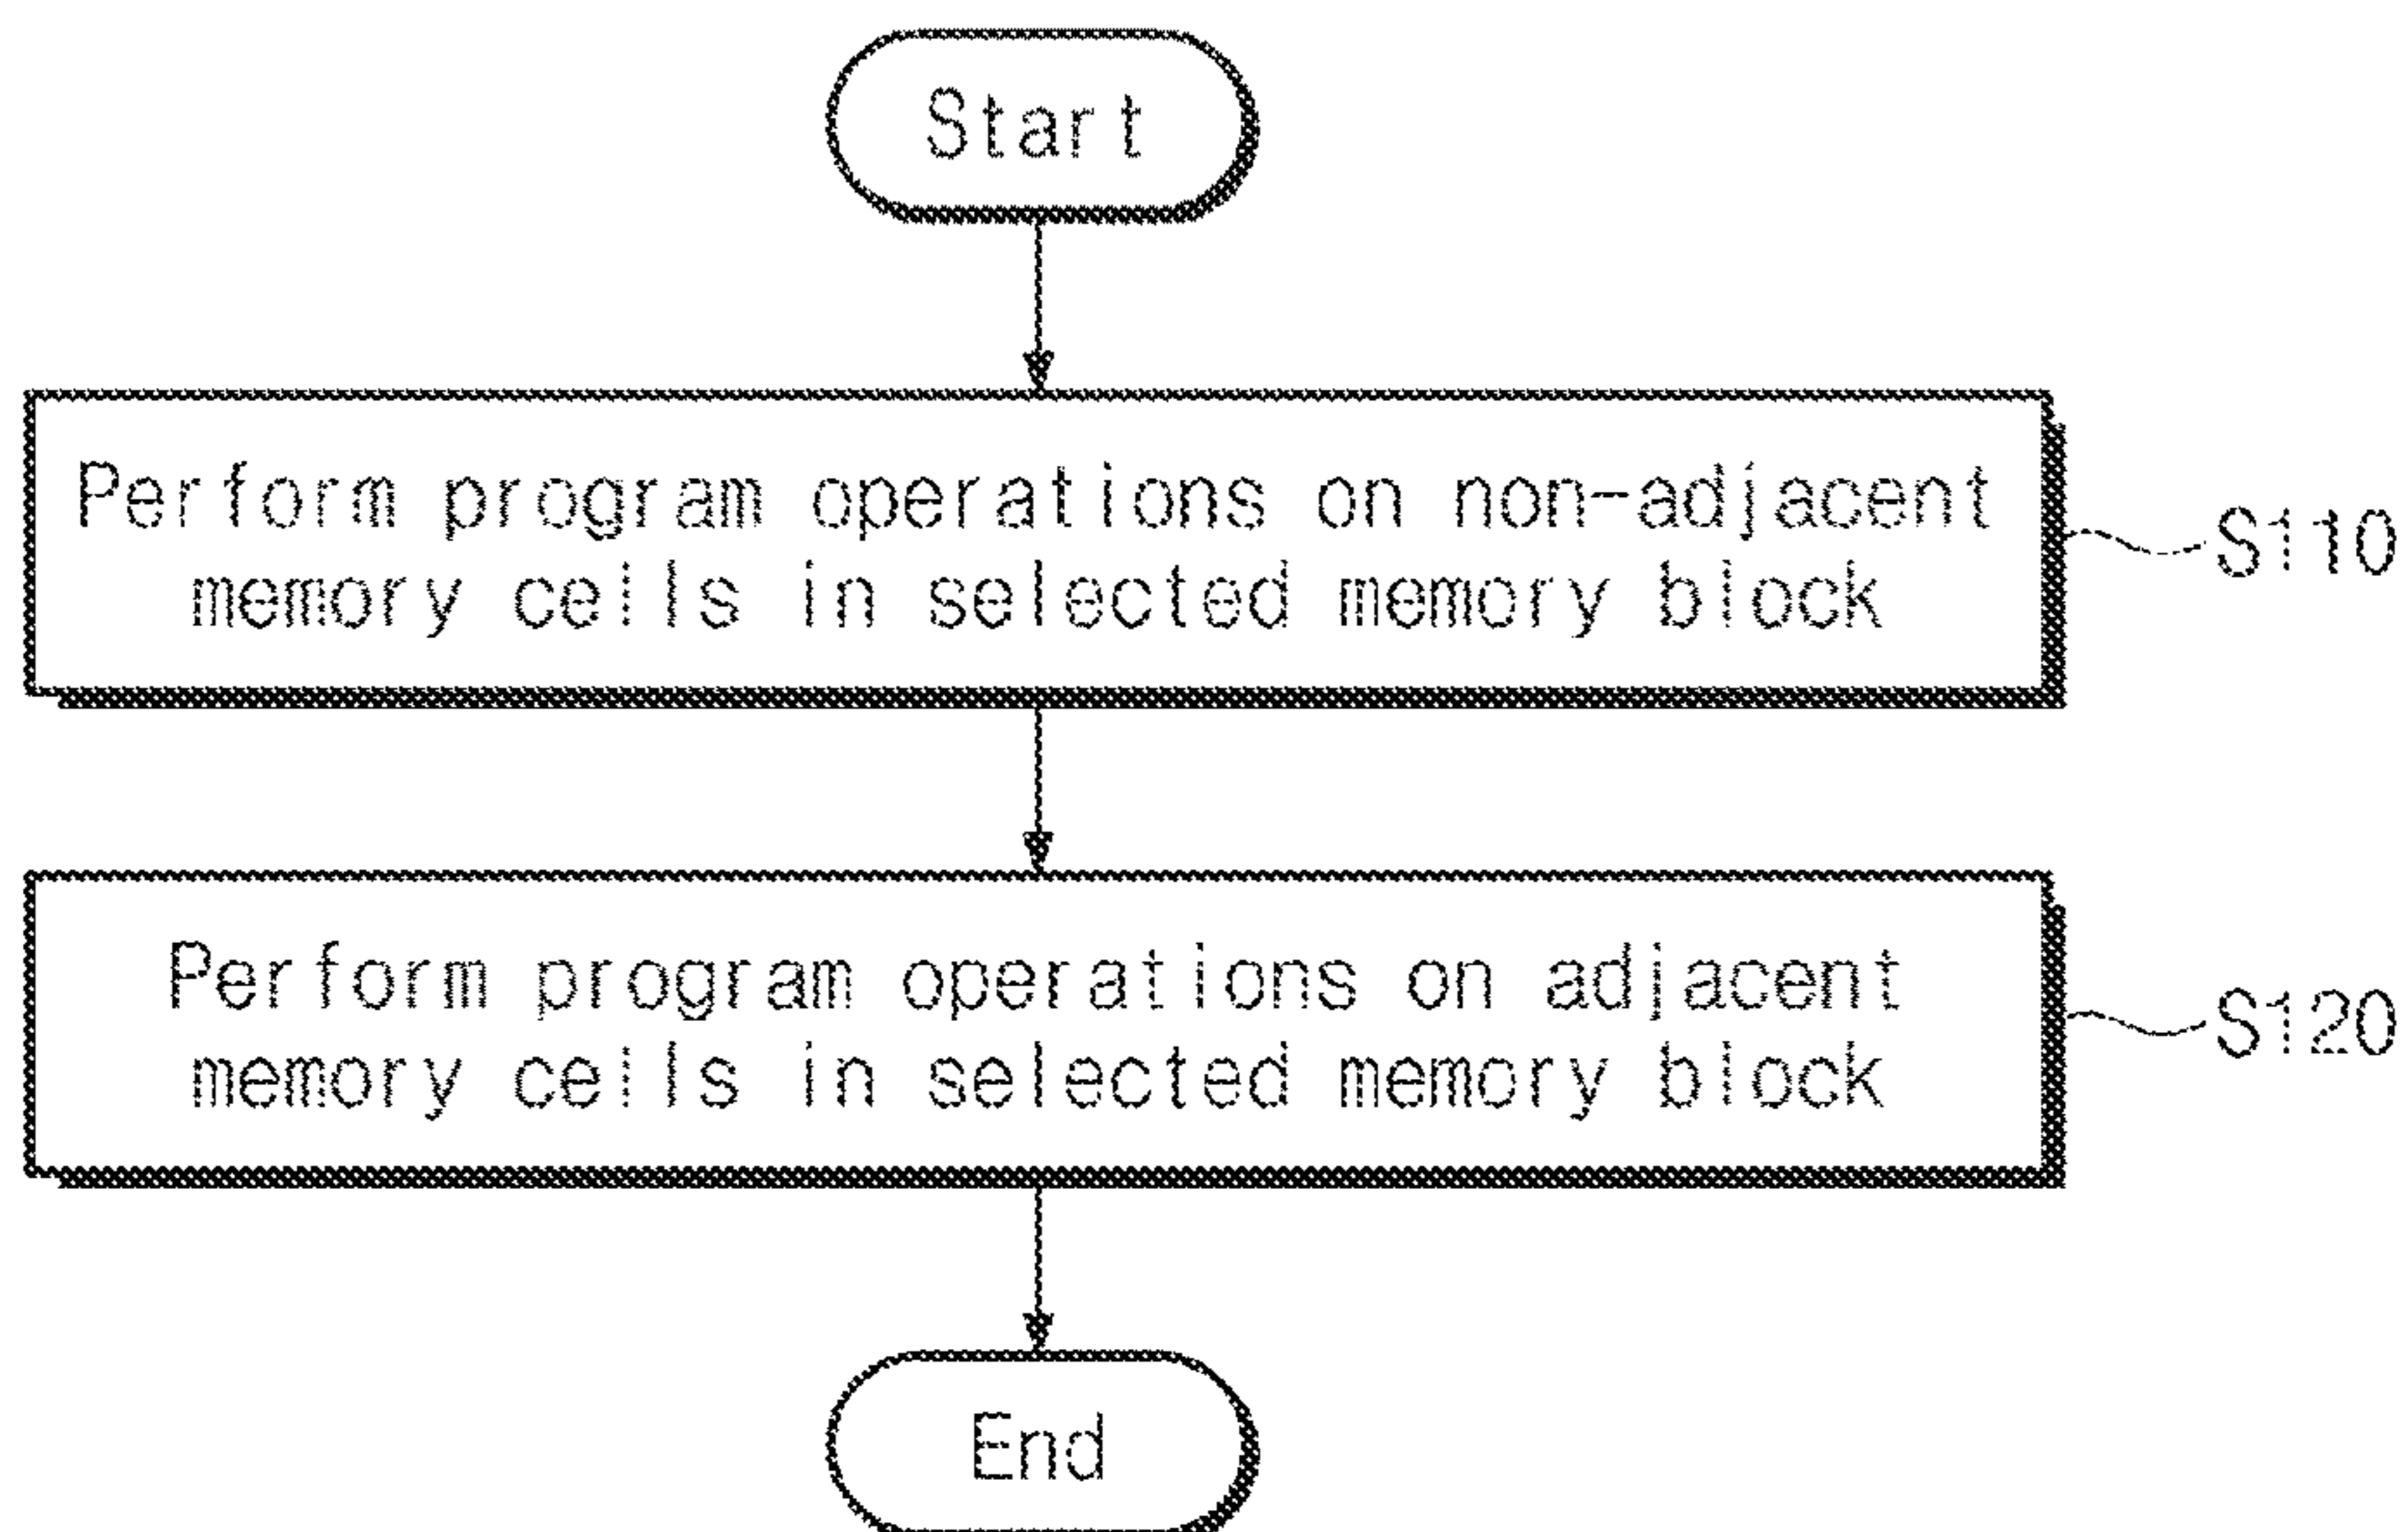 Start
Perform program operations on non-adjacent
memory cells in selected memory block
S110
Perform program operations on adjacent
memory cells in selected memory block
S120
End